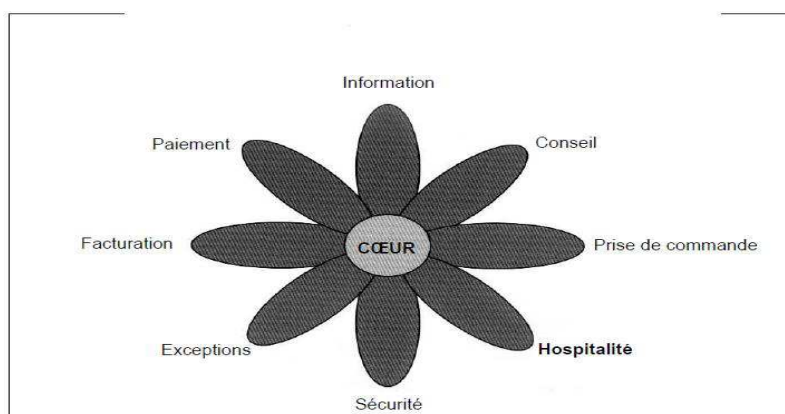 Information
Paiement
Conseil
Facturation
CŒUR
Prise de commande
Exceptions
Hospitalité
Sécurité